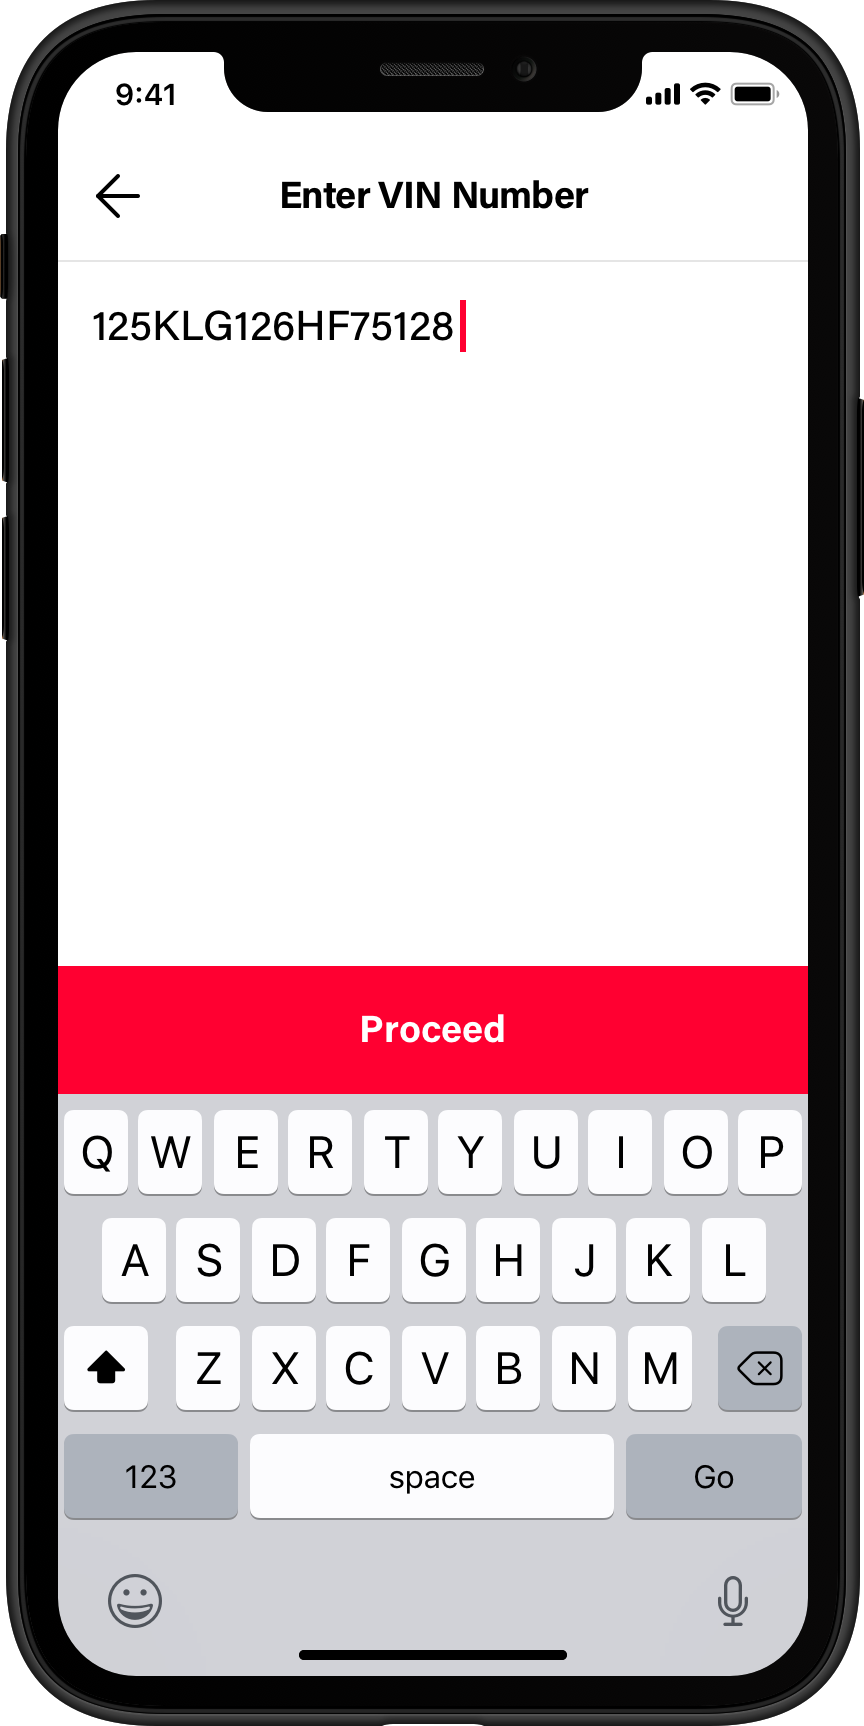 9:41
Enter VIN Number
125KLG126HF75128
Proceed
Q W E R T Y U I O P
A S D F G H J K L
Z X C V B N M
123 space Go